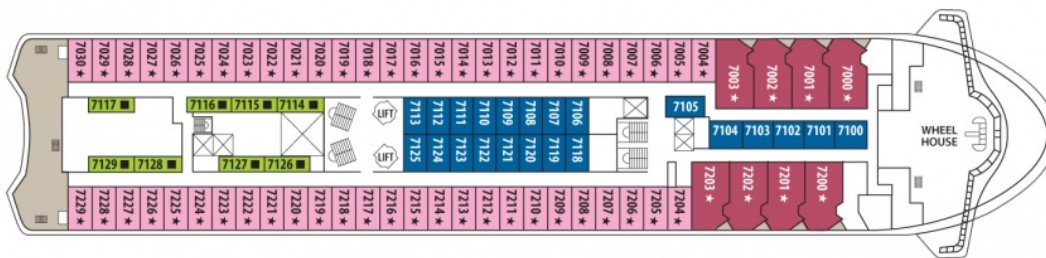 7030 ★ 7029 ★ 7028 ★ 7027 ★ 7026 ★ 7025 ★ 7024 ★ 7023 ★ 7022 ★ 7021 ★ 7020 ★ 7019 ★ 7018 ★ 7017 ★ 7016 ★ 7015 ★ 7014 ★ 7013 ★ 7012 ★ 7011 ★ 7010 ★ 7009 ★ 7008 ★ 7007 ★ 7006 ★ 7005 ★ 7004 ★ 7003 ★ 7002 ★ 7001 ★ 7000 ★
7117 ■ 7116 ■ 7115 ■ 7114 ■ LIFT 7113 7112 7111 7110 7109 7108 7107 7106 7105
7104 7103 7102 7101 7100
WHEEL
HOUSE
7129 ■ 7128 ■ 7127 ■ 7126 ■ LIFT 7125 7124 7123 7122 7121 7120 7119 7118
7229 ★ 7228 ★ 7227 ★ 7226 ★ 7225 ★ 7224 ★ 7223 ★ 7222 ★ 7221 ★ 7220 ★ 7219 ★ 7218 ★ 7217 ★ 7216 ★ 7215 ★ 7214 ★ 7213 ★ 7212 ★ 7211 ★ 7210 ★ 7209 ★ 7208 ★ 7207 ★ 7206 ★ 7205 ★ 7204 ★ 7203 ★ 7202 ★ 7201 ★ 7200 ★